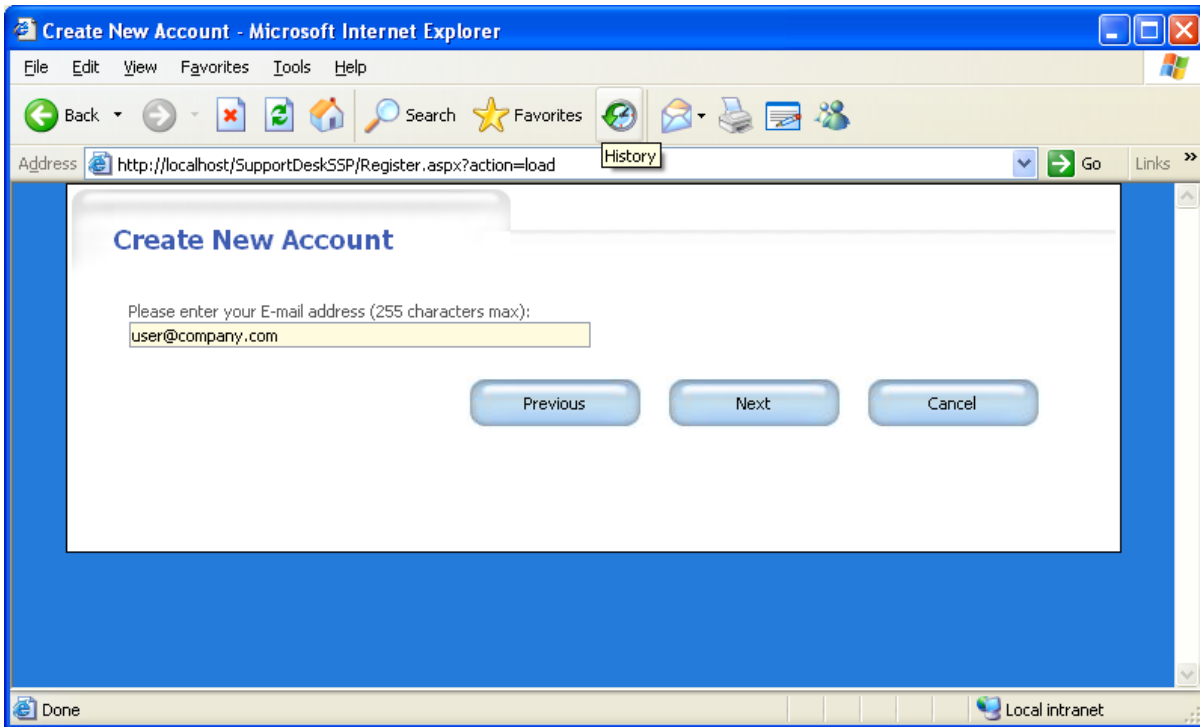 Create New Account - Microsoft Internet Explorer
File Edit View Favorites Tools Help
Back Search Favorites
Address http://localhost/SupportDeskSSP/Register.aspx?action=load Go Links »
History
Create New Account
Please enter your E-mail address (255 characters max):
user@company.com
Previous Next Cancel
Done Local intranet